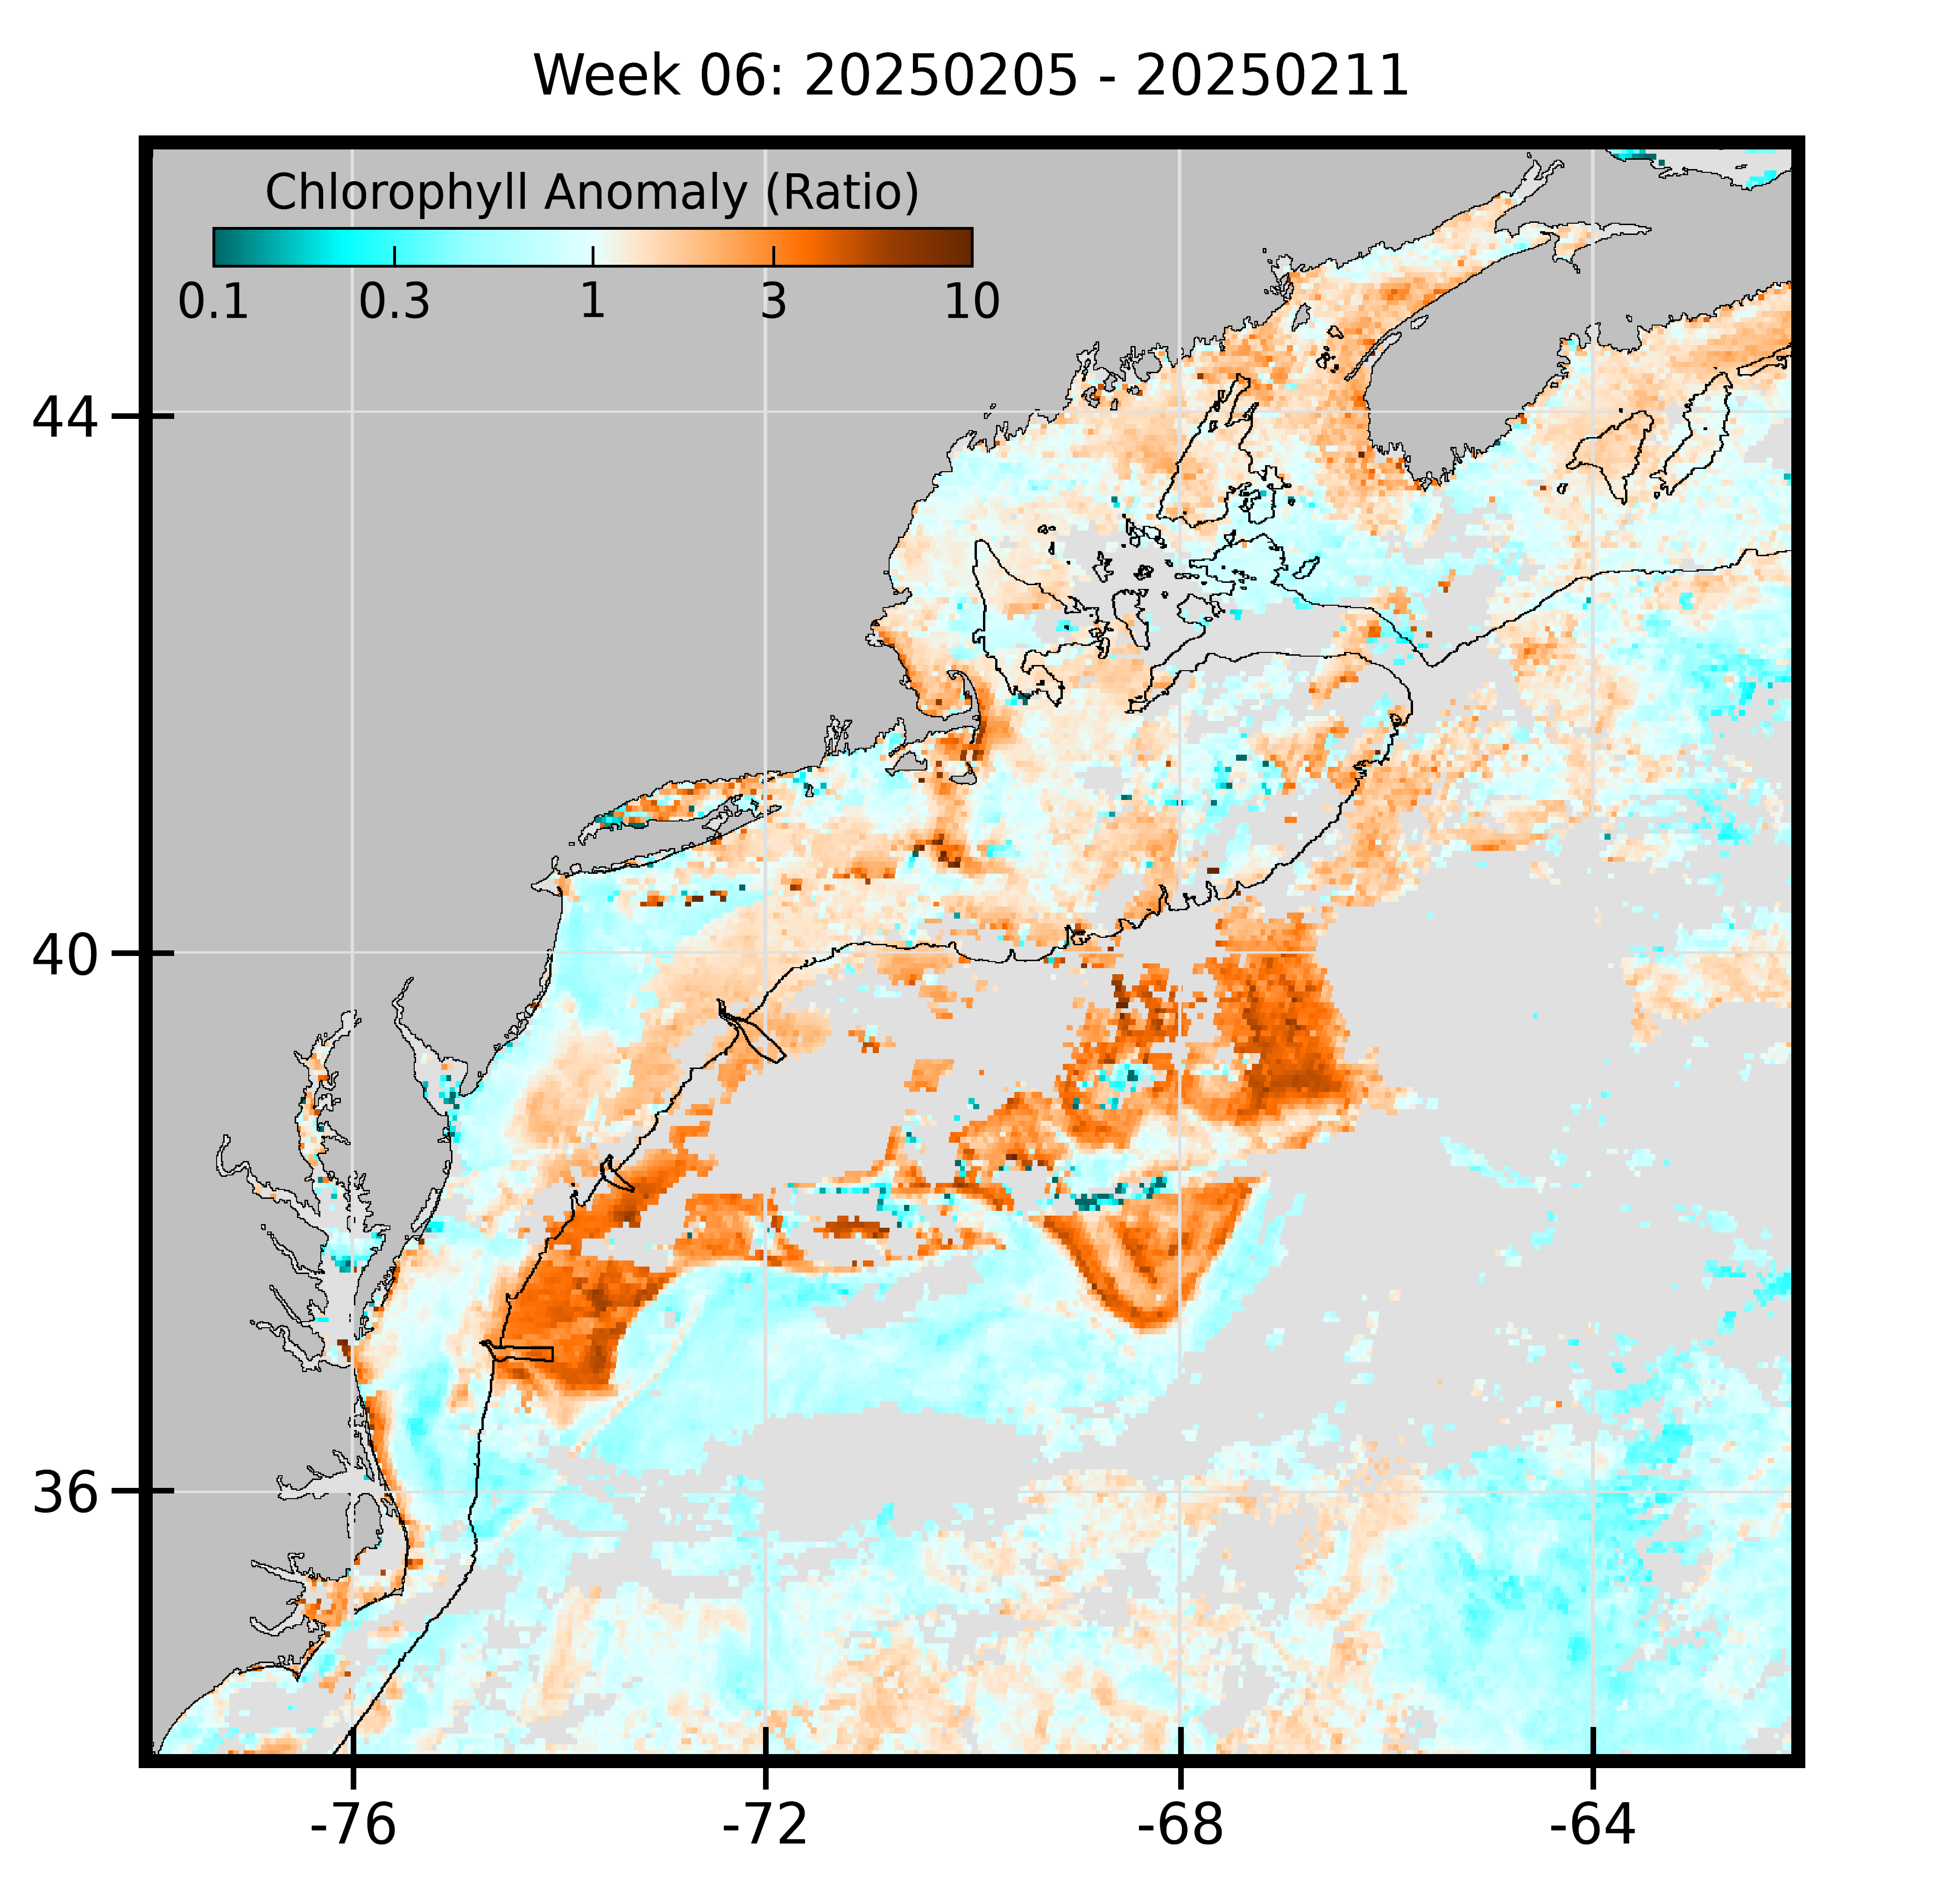 Week 06: 20250205 - 20250211
Chlorophyll Anomaly (Ratio)
0.1 0.3 1 3 10
44
40
36
-76 -72 -68 -64